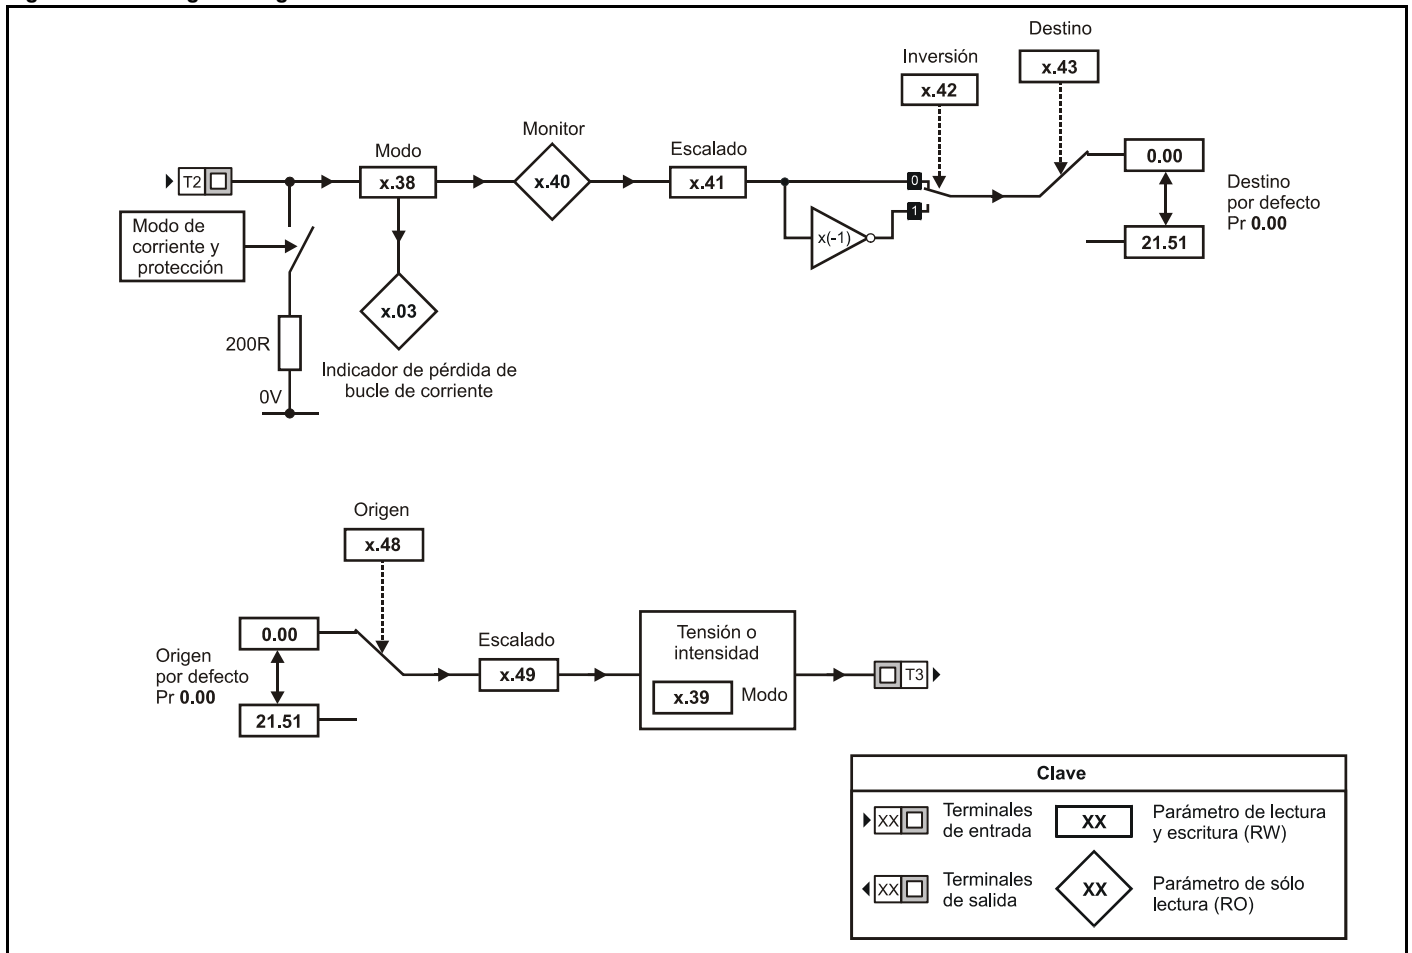 Destino
x.43
Inversión
x.42
Monitor
Modo
Escalado
T2
x.38
x.40
x.41
0
1
x(-1)
0.00
21.51
Destino
por defecto
Pr 0.00
Modo de
corriente y
protección
x.03
200R
0V
Indicador de pérdida de
bucle de corriente
Origen
x.48
0.00
21.51
Origen
por defecto
Pr 0.00
Escalado
x.49
Tensión o
intensidad
x.39
Modo
T3
Clave
XX
Terminales
de entrada
XX
Parámetro de lectura
y escritura (RW)
XX
Terminales
de salida
XX
Parámetro de sólo
lectura (RO)